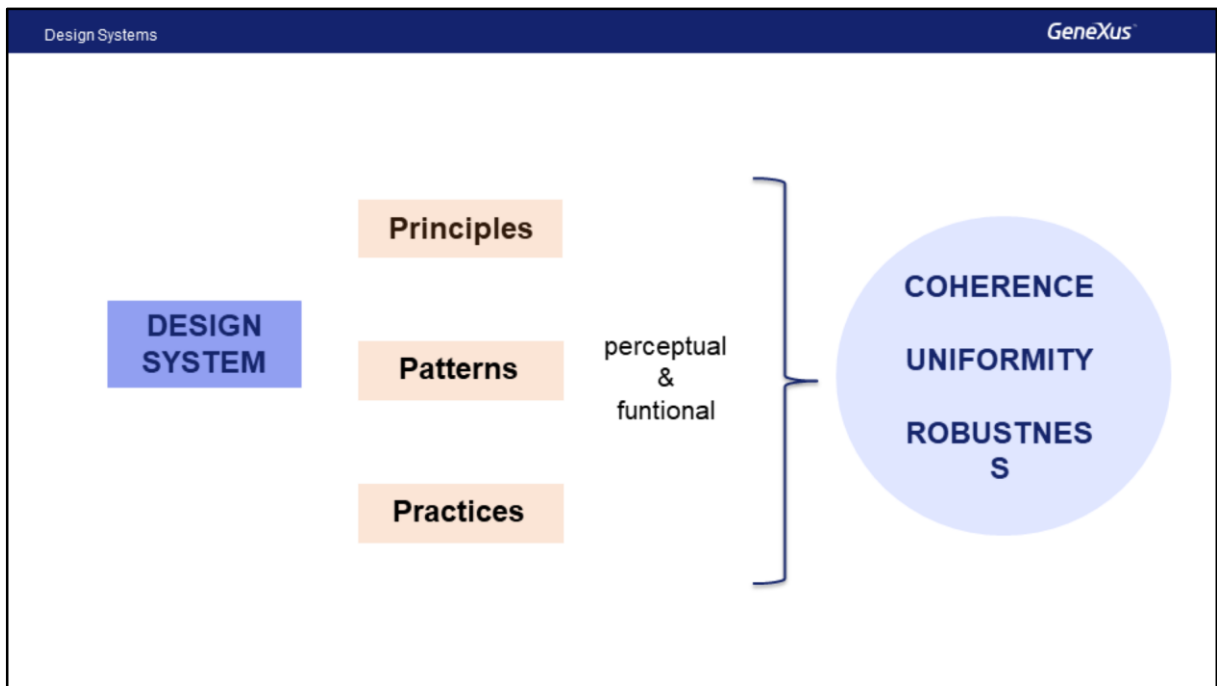 Design Systems
GeneXus
Principles
DESIGN
SYSTEM
Patterns
perceptual
&
funtional
Practices
COHERENCE
UNIFORMITY
ROBUSTNES
S